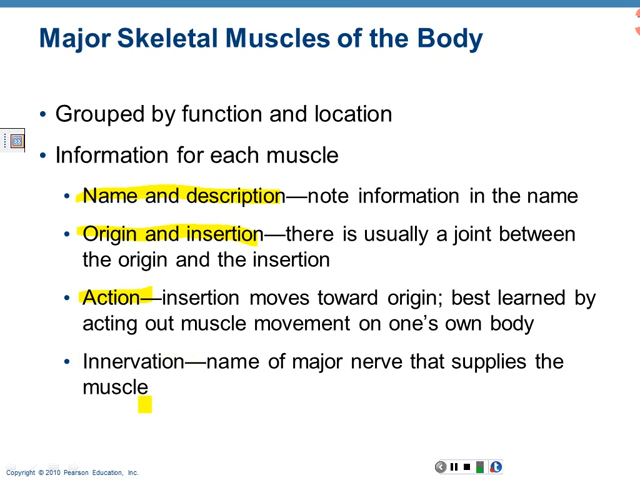 Major Skeletal Muscles of the Body
• Grouped by function and location
• Information for each muscle
• Name and description—note information in the name
• Origin and insertion—there is usually a joint between
the origin and the insertion
• Action—insertion moves toward origin; best learned by
acting out muscle movement on one's own body
• Innervation—name of major nerve that supplies the
muscle
Copyright © 2010 Pearson Education, Inc.